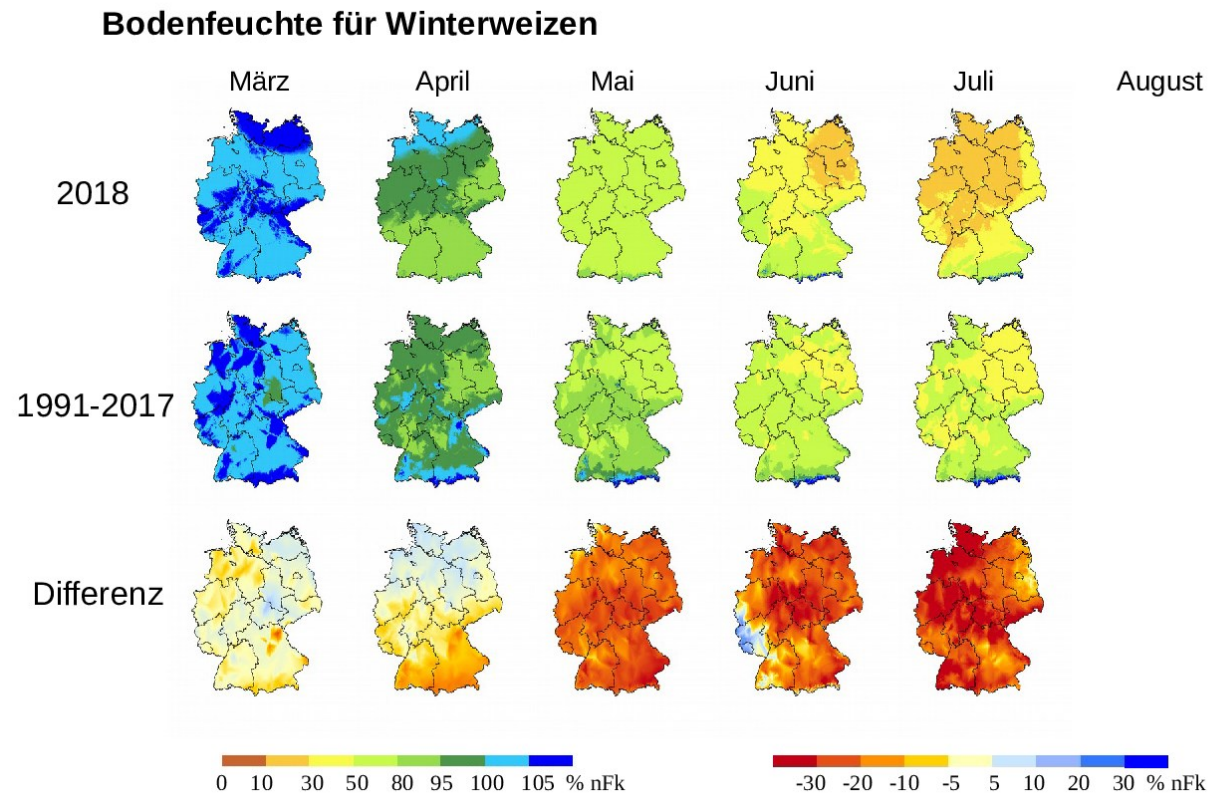 Bodenfeuchte für Winterweizen
März April Mai Juni Juli August
2018
1991-2017
Differenz
0 10 30 50 80 95 100 105 % nFk
-30 -20 -10 -5 5 10 20 30 % nFk